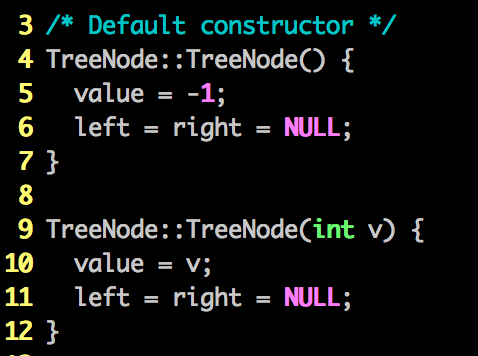 3 /* Default constructor */
4 TreeNode::TreeNode() {
5   value = -1;
6   left = right = NULL;
7 }
8
9 TreeNode::TreeNode(int v) {
10   value = v;
11   left = right = NULL;
12 }